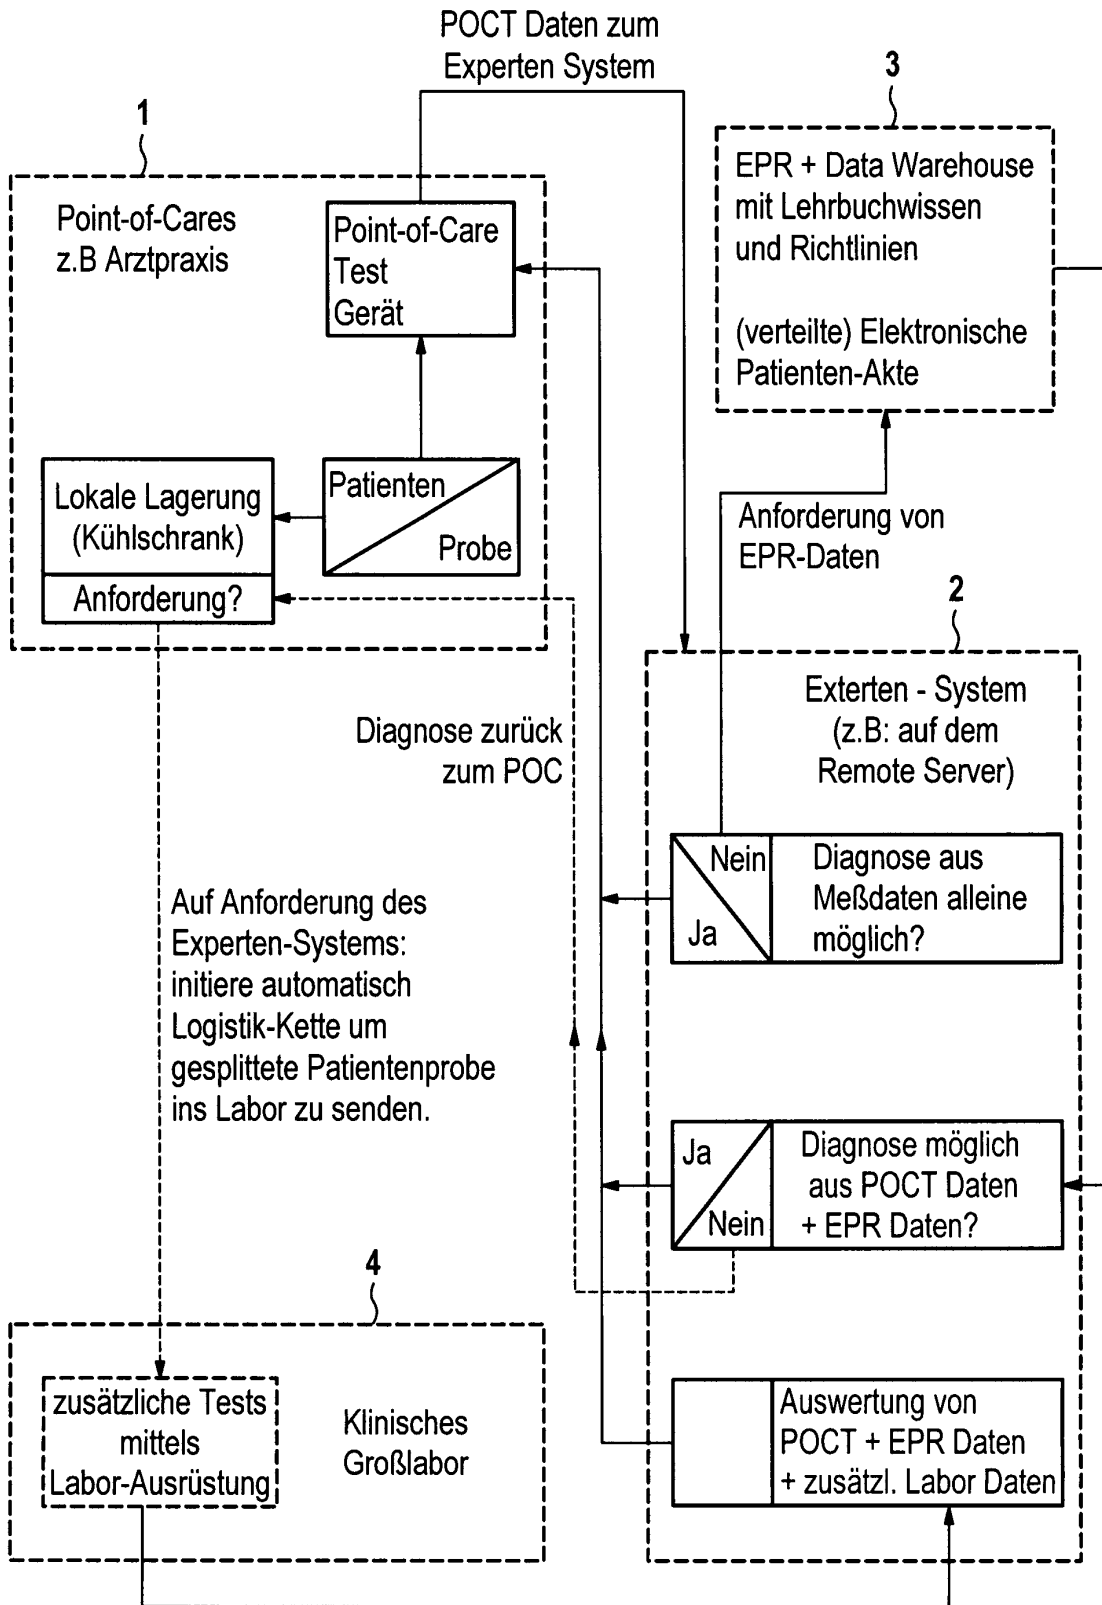 POCT Daten zum
Experten System
1
3
Point-of-Cares
z.B Arztpraxis
Point-of-Care
Test
Gerät
EPR + Data Warehouse
mit Lehrbuchwissen
und Richtlinien
(verteilte) Elektronische
Patienten-Akte
Lokale Lagerung
(Kühlschrank)
Anforderung?
Patienten
Probe
Anforderung von
EPR-Daten
2
Exterten - System
(z.B: auf dem
Remote Server)
Diagnose zurück
zum POC
Nein
Ja
Diagnose aus
Meßdaten alleine
möglich?
Auf Anforderung des
Experten-Systems:
initiere automatisch
Logistik-Kette um
gesplittete Patientenprobe
ins Labor zu senden.
Ja
Nein
Diagnose möglich
aus POCT Daten
+ EPR Daten?
4
zusätzliche Tests
mittels
Labor-Ausrüstung
Klinisches
Großlabor
Auswertung von
POCT + EPR Daten
+ zusätzl. Labor Daten